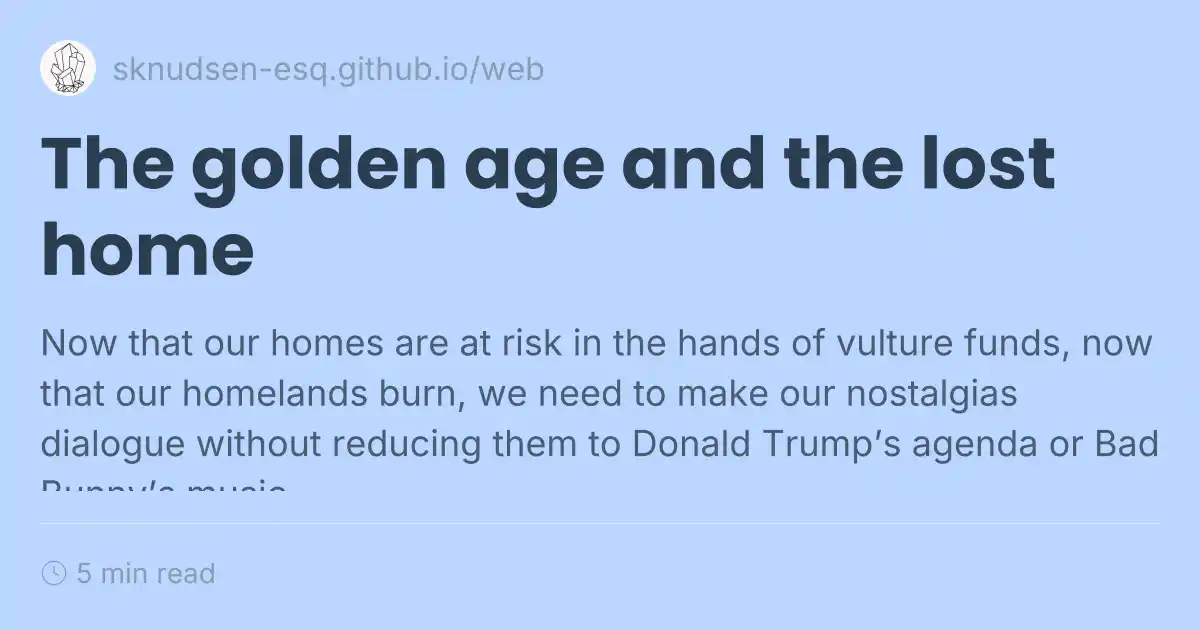 sknudsen-esq.github.io/web
The golden age and the lost
home
Now that our homes are at risk in the hands of vulture funds, now
that our homelands burn, we need to make our nostalgias
dialogue without reducing them to Donald Trump’s agenda or Bad
Bunny’s music
5 min read